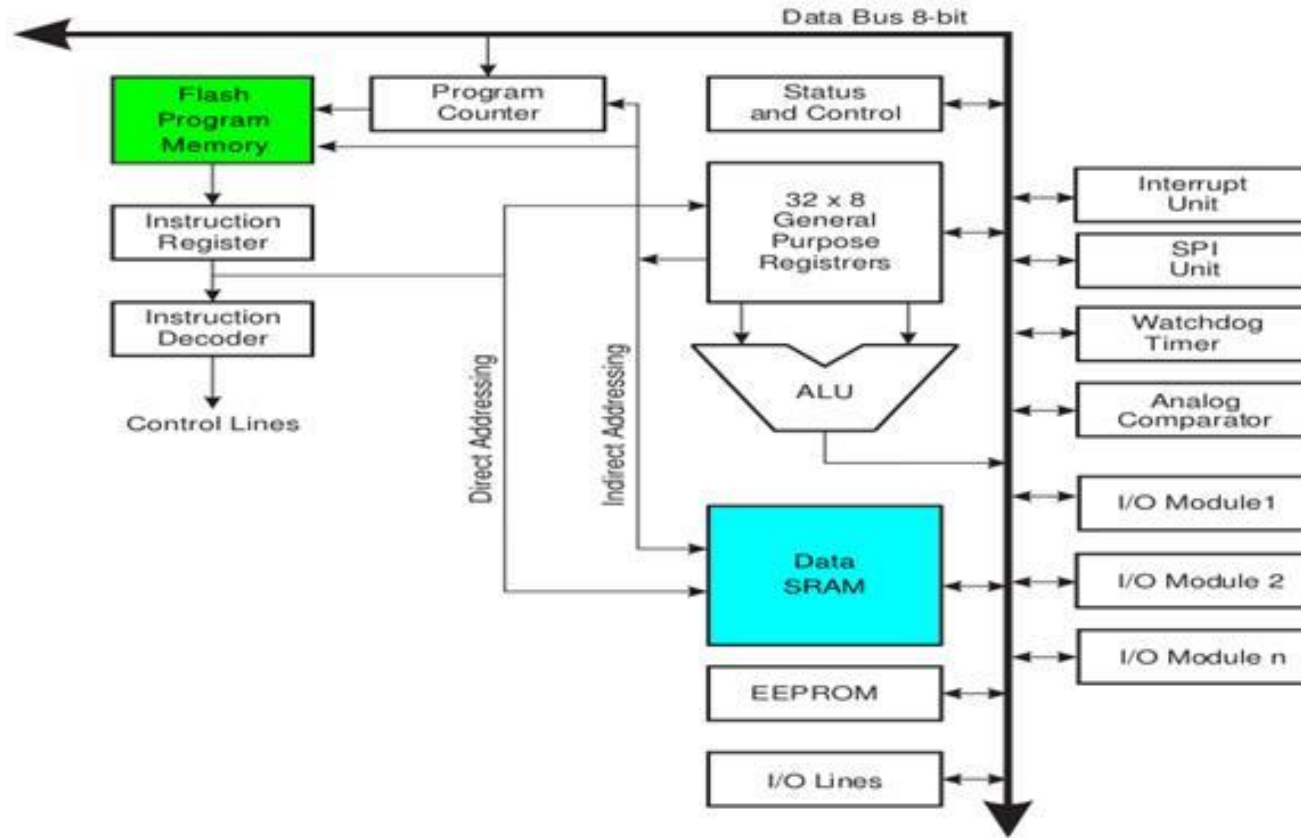 Data Bus 8-bit
Flash
Program
Memory
Program
Counter
Status
and Control
Instruction
Register
32 x 8
General
Purpose
Registrers
Interrupt
Unit
SPI
Unit
Instruction
Decoder
Watchdog
Timer
Control Lines
Direct Addressing
Indirect Addressing
ALU
Analog
Comparator
I/O Module1
Data
SRAM
I/O Module 2
I/O Module n
EEPROM
I/O Lines